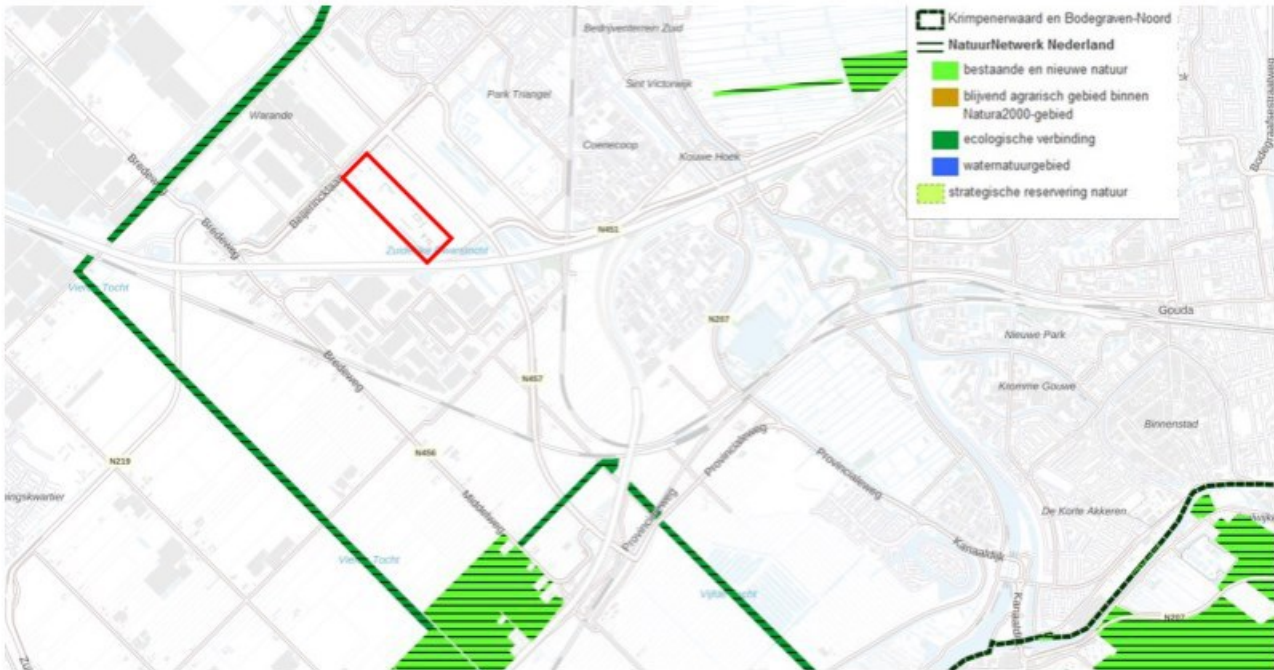 Krimpenerwaard en Bodegraven-Noord
NatuurNetwerk Nederland
bestaande en nieuwe natuur
blijvend agrarisch gebied binnen
Natura2000-gebied
ecologische verbinding
waternatuurgebied
strategische reservering natuur
Bedrijventerrein Zuid
Sint Victorwijk
Park Triangel
Warande
Coenecoop
Kouwe Hoek
Bredeweg
Beijerincklaan
Bredeweg
N451
Vierde Tocht
N207
Gouda
Nieuwe Park
Kromme Gouwe
Binnenstad
Bredeweg
N457
N456
N219
Middelweg
Provincialeweg
Provincialeweg
Provincialeweg
De Korte Akkeren
Kanaaldijk
Kanaaldijk
Vierde Tocht
Vijfde Tocht
N207